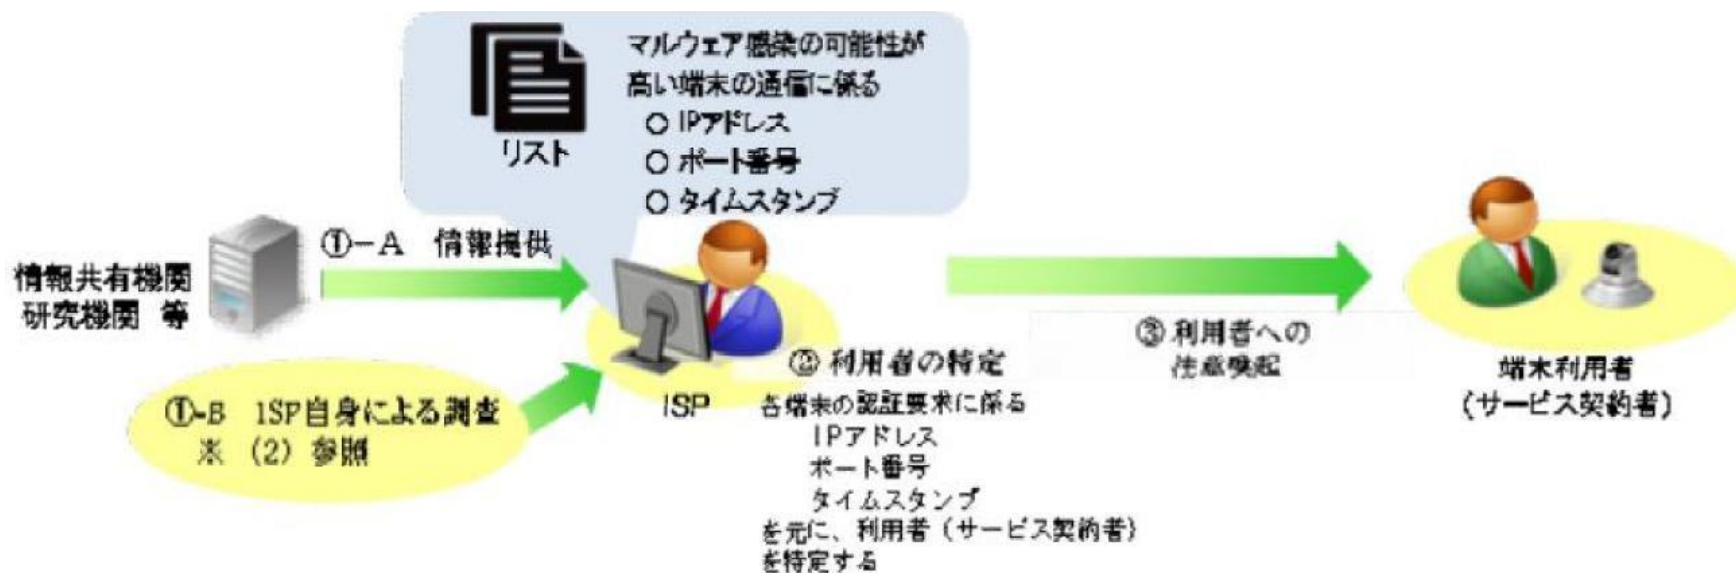 マルウェア感染の可能性が
高い端末の通信に係る
○ IPアドレス
○ ポート番号
○ タイムスタンプ
リスト
①-A 情報提供
情報共有機関
研究機関 等
①-B ISP自身による調査
※ (2) 参照
ISP
② 利用者の特定
各端末の認証要求に係る
IPアドレス
ポート番号
タイムスタンプ
を元に、利用者（サービス契約者）
を特定する
③ 利用者への
注意喚起
端末利用者
(サービス契約者)